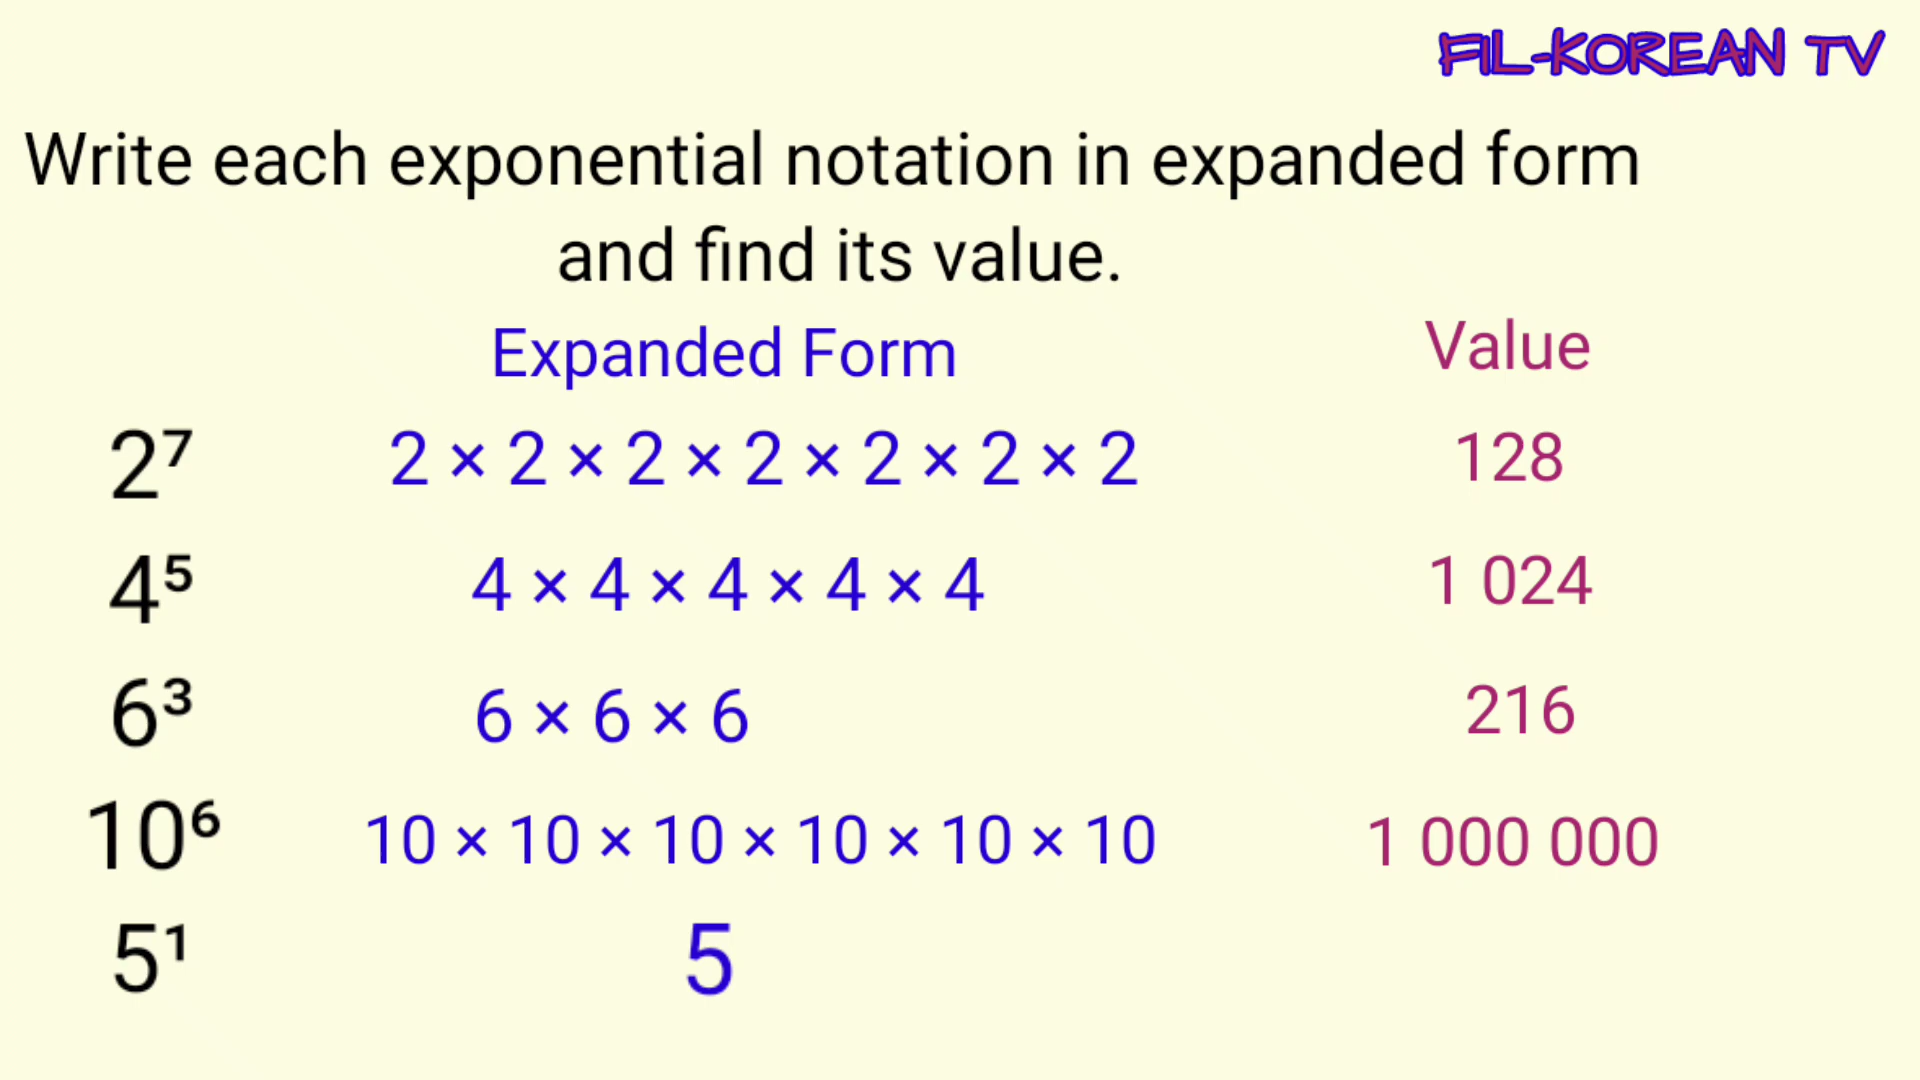 FIL-KOREAN TV
Write each exponential notation in expanded form
and find its value.
Expanded Form Value
2⁷ 2 × 2 × 2 × 2 × 2 × 2 × 2 128
4⁵ 4 × 4 × 4 × 4 × 4 1 024
6³ 6 × 6 × 6 216
10⁶ 10 × 10 × 10 × 10 × 10 × 10 1 000 000
5¹ 5